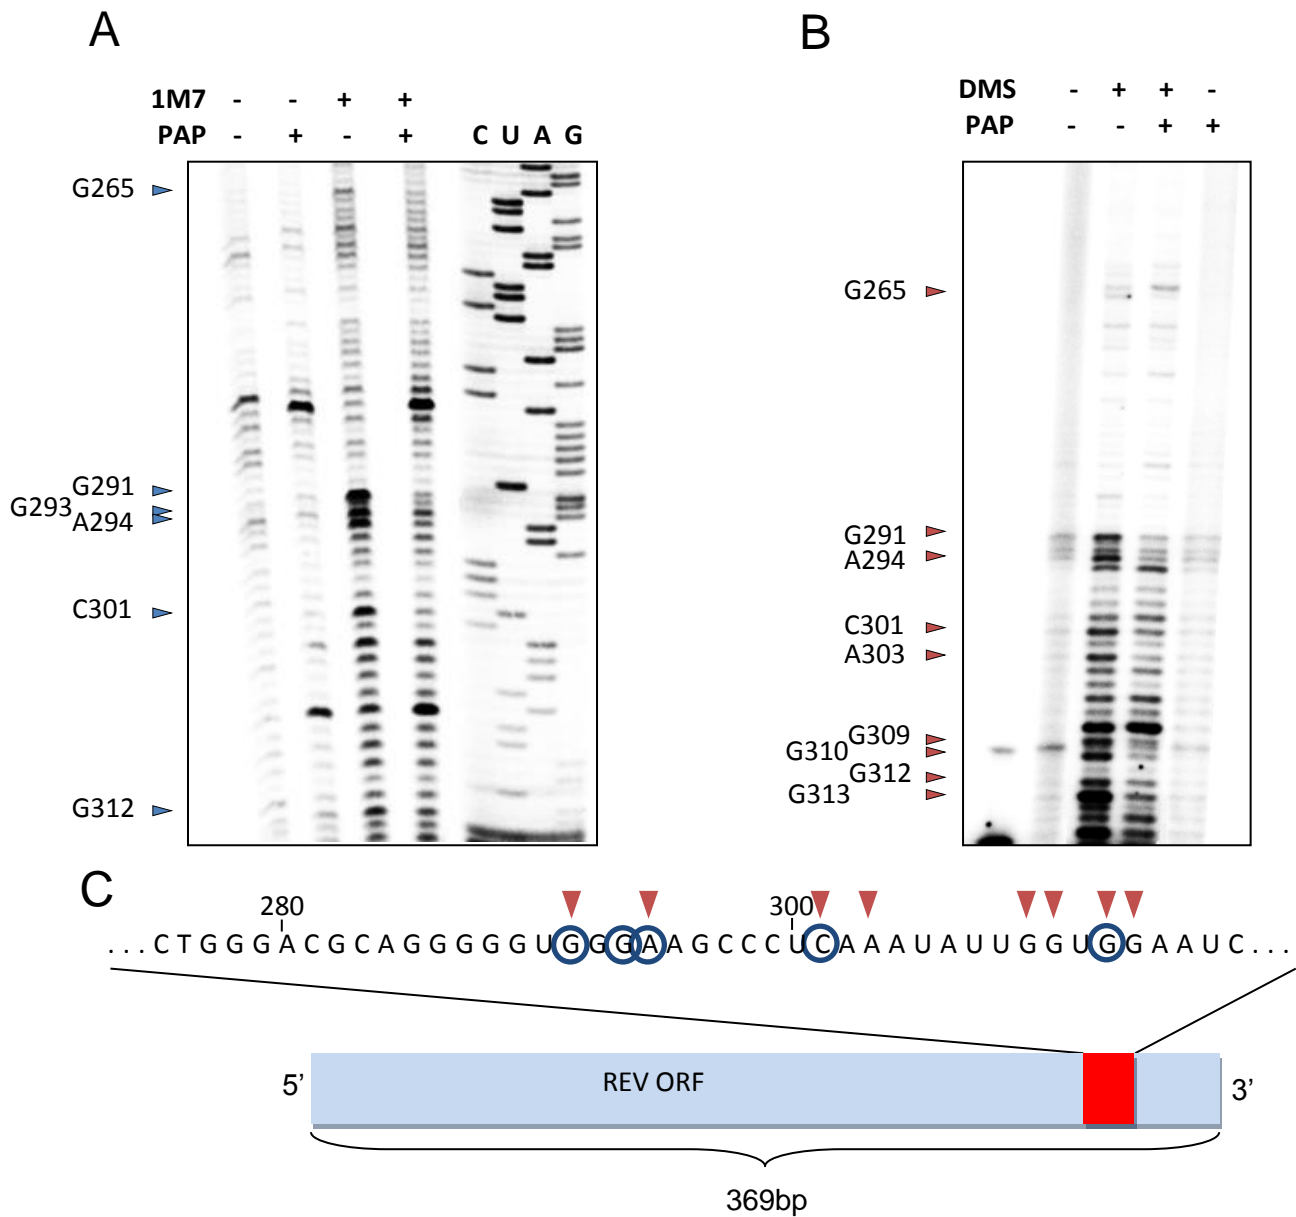 A
1M7 - - + +
PAP - + - + C U A G
G265
G291
G293
A294
C301
G312
B
DMS - + + -
PAP - - + +
G265
G291
A294
C301
A303
G309
G310
G312
G313
C
280 300
...CTGGGACGCAGGGGGUGGGAAGCCCUCAAAUAUUGGUGGAAUC...
5’ REV ORF 3’
369bp